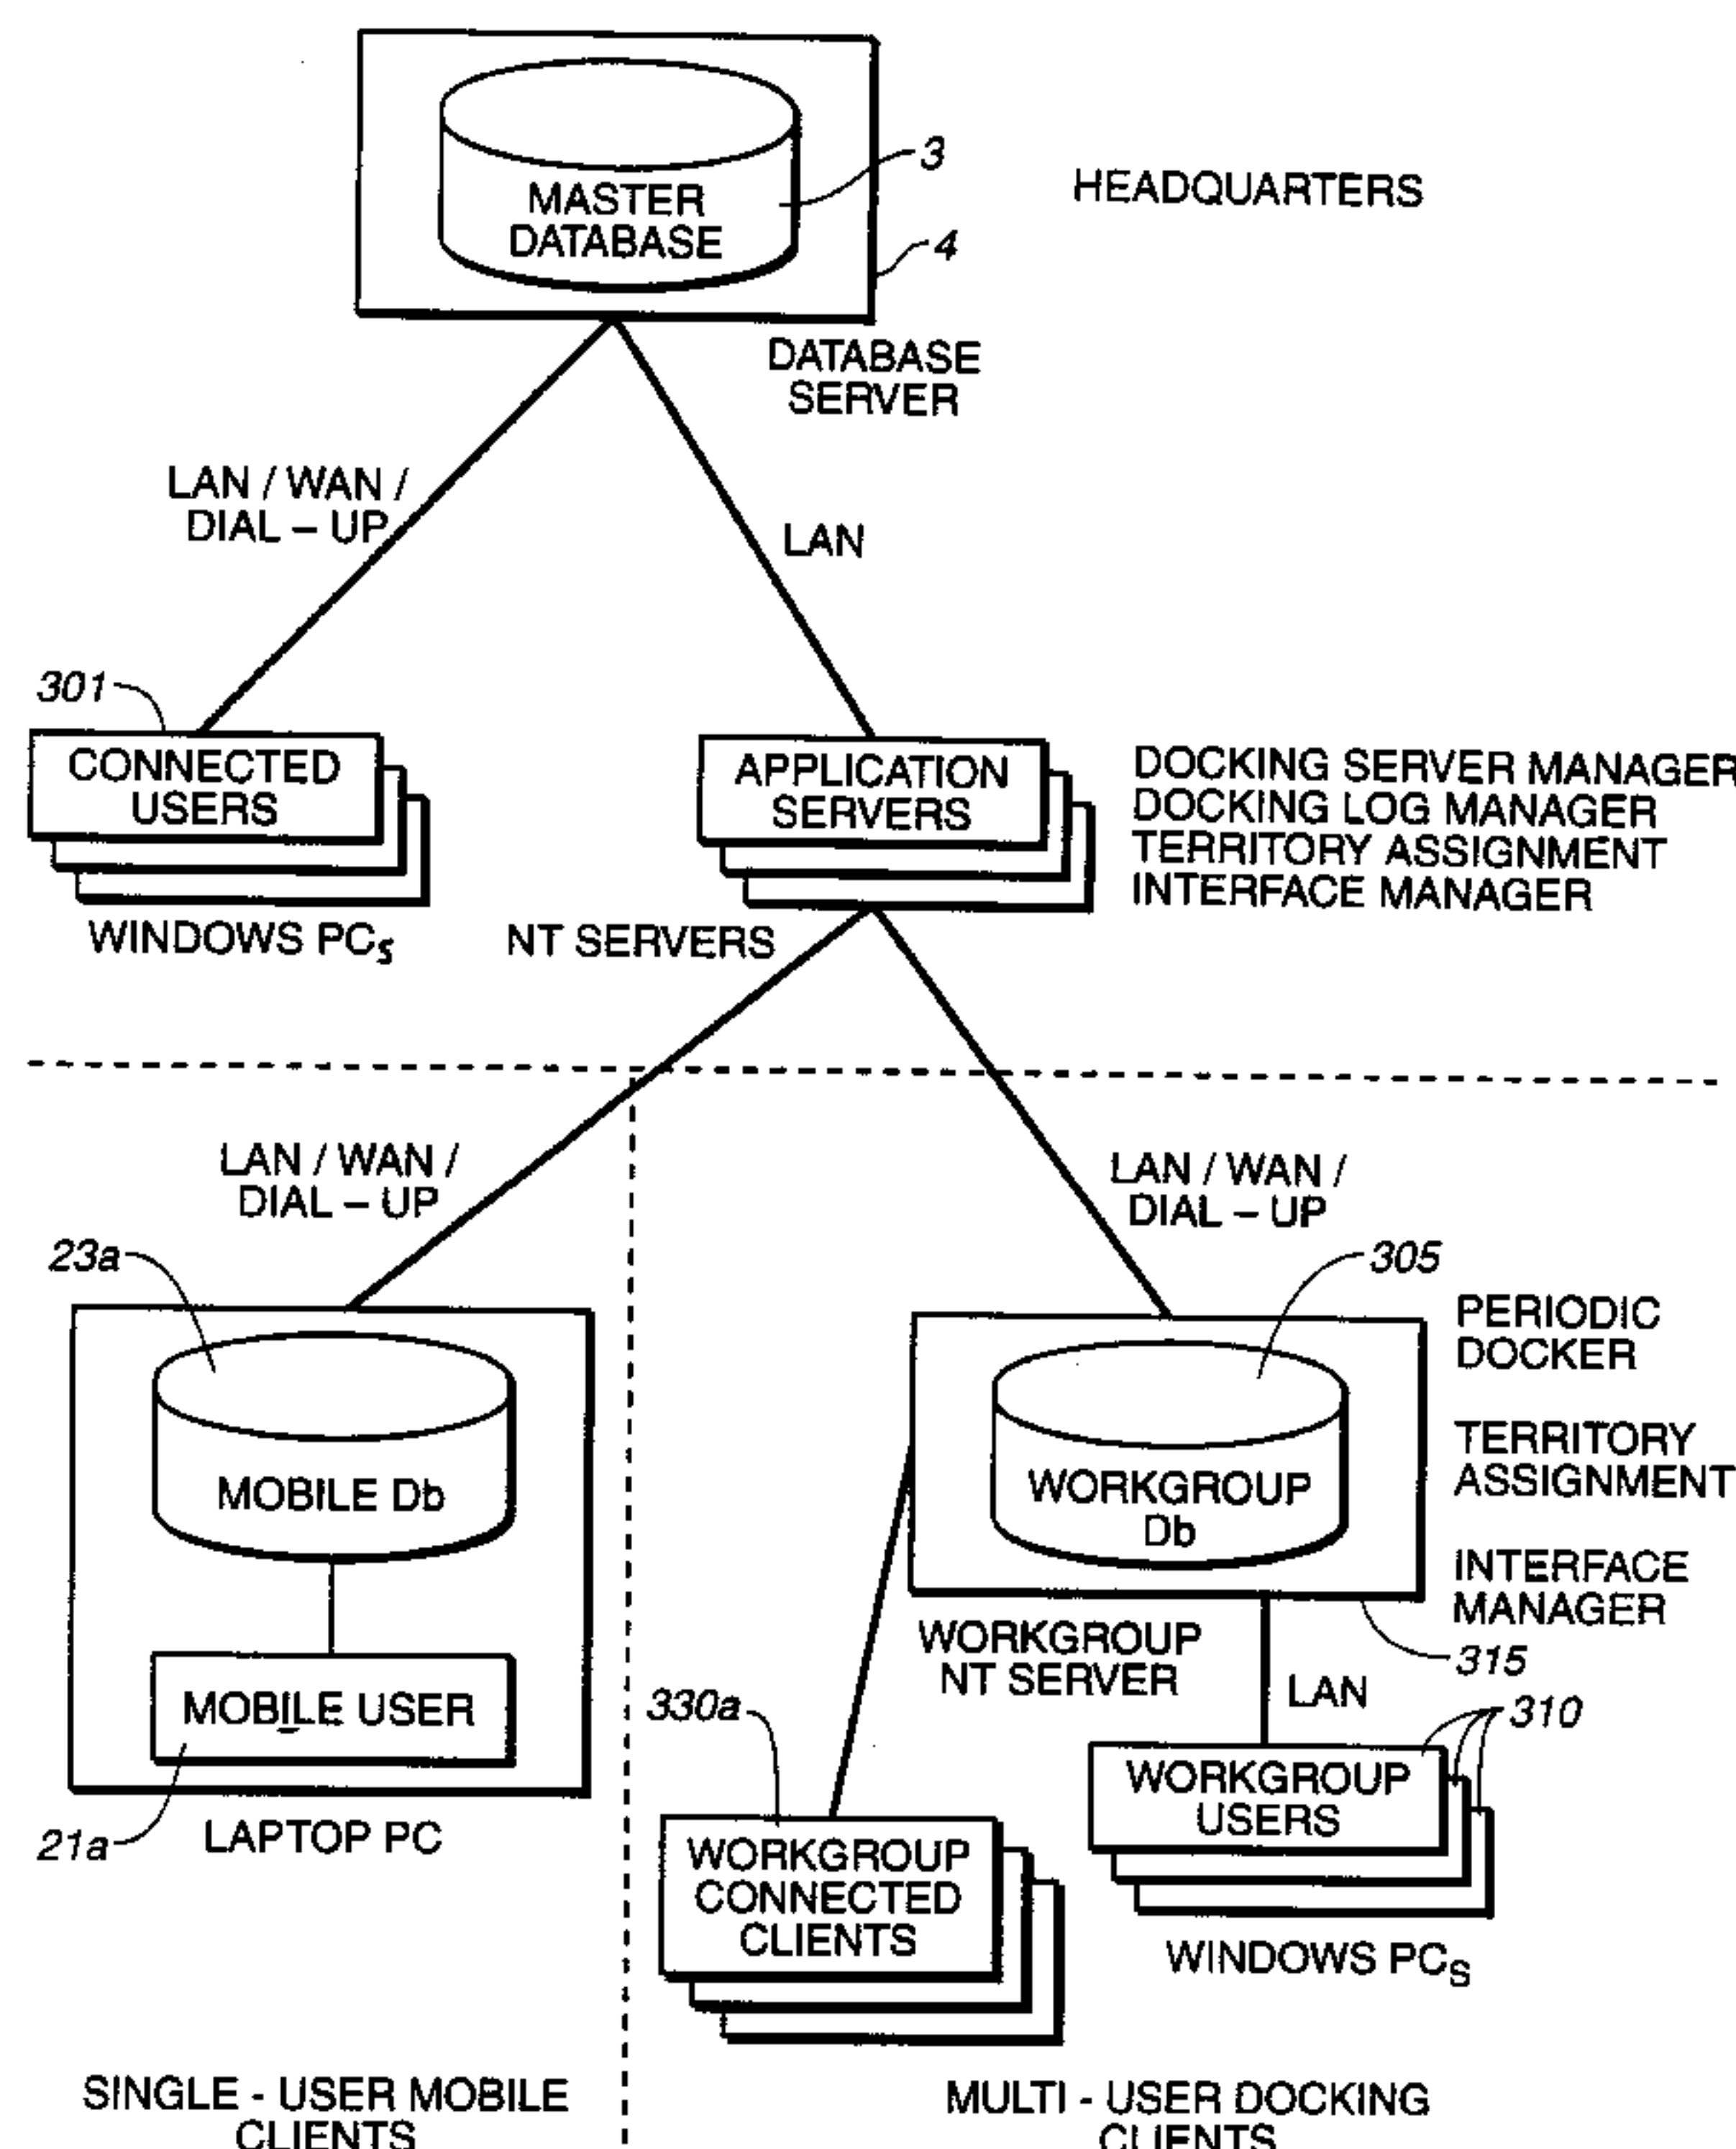 3
MASTER
DATABASE
HEADQUARTERS
4
DATABASE
SERVER
LAN / WAN /
DIAL – UP
LAN
301
CONNECTED
USERS
WINDOWS PCs
APPLICATION
SERVERS
NT SERVERS
DOCKING SERVER MANAGER
DOCKING LOG MANAGER
TERRITORY ASSIGNMENT
INTERFACE MANAGER
LAN / WAN /
DIAL – UP
LAN / WAN /
DIAL – UP
23a
MOBILE Db
MOBILE USER
21a
LAPTOP PC
305
WORKGROUP
Db
PERIODIC
DOCKER
TERRITORY
ASSIGNMENT
INTERFACE
MANAGER
WORKGROUP
NT SERVER
315
LAN
330a
310
WORKGROUP
USERS
WORKGROUP
CONNECTED
CLIENTS
WINDOWS PCs
SINGLE - USER MOBILE
CLIENTS
MULTI - USER DOCKING
CLIENTS